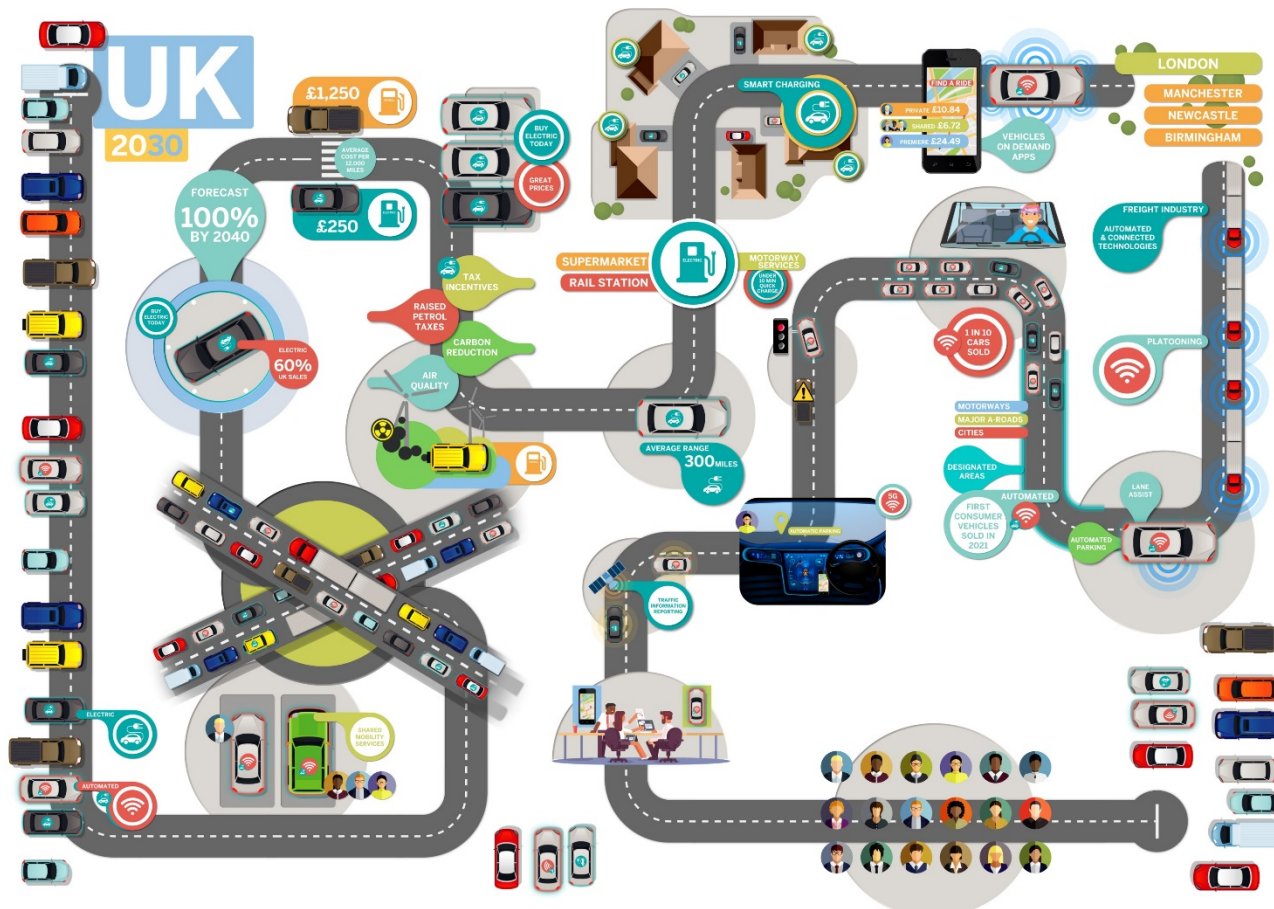 UK
2030
£1,250
AVERAGE
COST PER
12,000
MILES
£250
BUY
ELECTRIC
TODAY
GREAT
PRICES
FORECAST
100%
BY 2040
BUY
ELECTRIC
TODAY
ELECTRIC
60%
UK SALES
TAX
INCENTIVES
RAISED
PETROL
TAXES
CARBON
REDUCTION
AIR
QUALITY
SMART CHARGING
SUPERMARKET
RAIL STATION
ELECTRIC
MOTORWAY
SERVICES
UNDER
10 MIN
QUICK
CHARGE
AVERAGE RANGE
300 MILES
FIND A RIDE
PRIVATE £10.84
SHARED £6.72
PREMIERE £24.49
VEHICLES
ON DEMAND
APPS
LONDON
MANCHESTER
NEWCASTLE
BIRMINGHAM
FREIGHT INDUSTRY
AUTOMATED
& CONNECTED
TECHNOLOGIES
PLATOONING
1 IN 10
CARS
SOLD
MOTORWAYS
MAJOR A-ROADS
CITIES
DESIGNATED
AREAS
AUTOMATED
FIRST
CONSUMER
VEHICLES
SOLD IN
2021
LANE
ASSIST
AUTOMATED
PARKING
5G
AUTOMATIC PARKING
TRAFFIC
INFORMATION
REPORTING
SHARED
MOBILITY
SERVICES
ELECTRIC
AUTOMATED